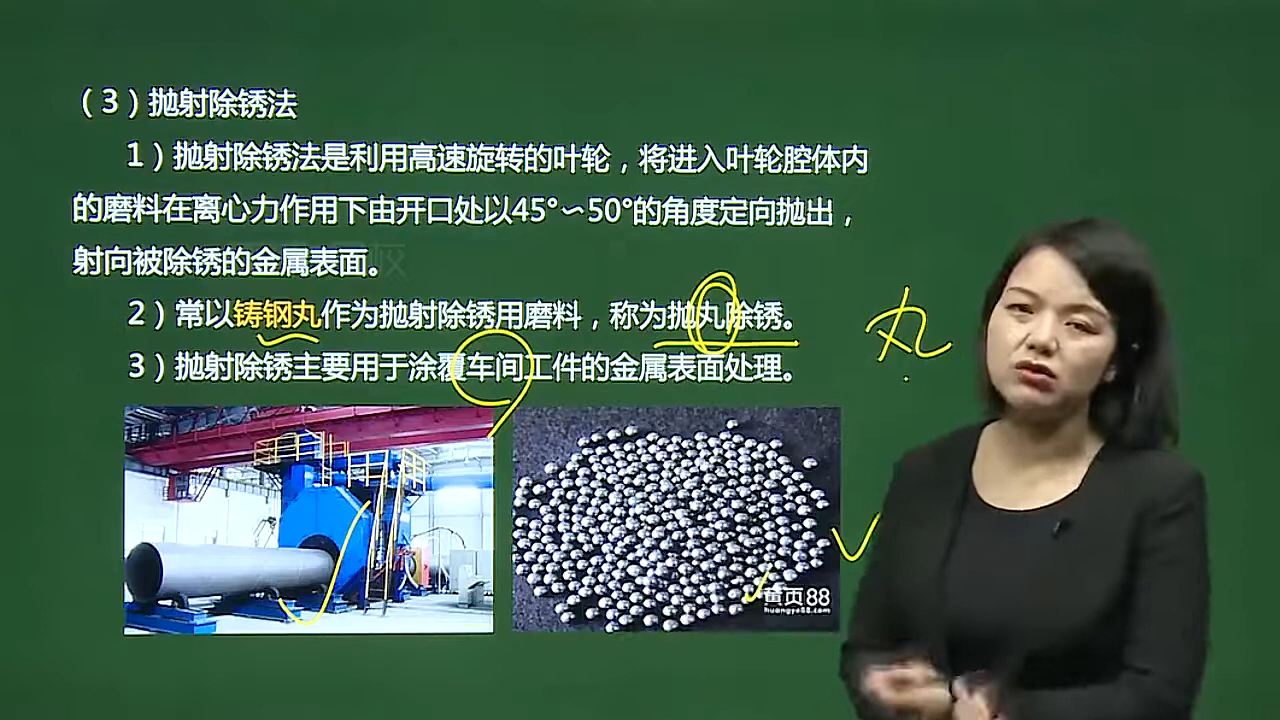 （3）抛射除锈法
1）抛射除锈法是利用高速旋转的叶轮，将进入叶轮腔体内
的磨料在离心力作用下由开口处以45°∽50°的角度定向抛出，
射向被除锈的金属表面。
2）常以铸钢丸作为抛射除锈用磨料，称为抛丸除锈。
丸
3）抛射除锈主要用于涂覆车间工件的金属表面处理。
黄页88
huangye88.com